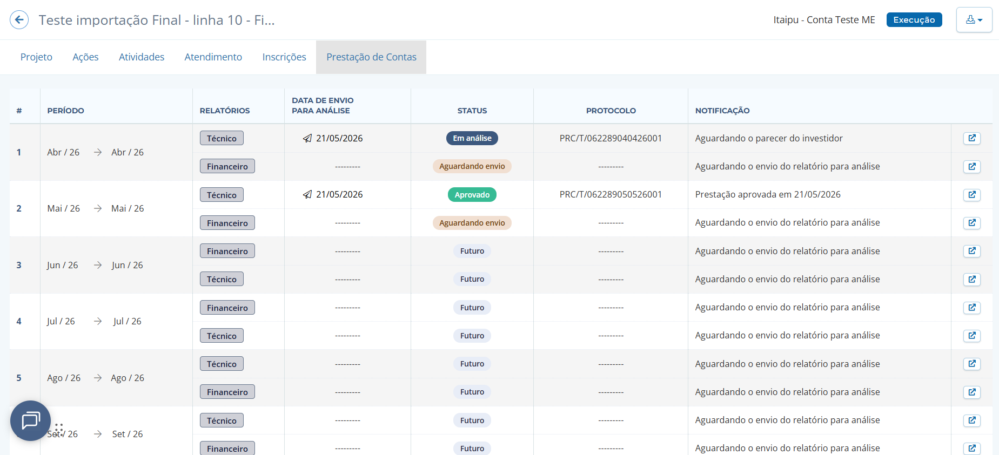 Teste importação Final - linha 10 - Fi...
Itaipu - Conta Teste ME
Execução
Projeto Ações Atividades Atendimento Inscrições Prestação de Contas
# PERÍODO RELATÓRIOS DATA DE ENVIO PARA ANÁLISE STATUS PROTOCOLO NOTIFICAÇÃO
1 Abr / 26 → Abr / 26
Técnico 21/05/2026 Em análise PRC/T/062289040426001 Aguardando o parecer do investidor
Financeiro --------- Aguardando envio --------- Aguardando o envio do relatório para análise
2 Mai / 26 → Mai / 26
Técnico 21/05/2026 Aprovado PRC/T/062289050526001 Prestação aprovada em 21/05/2026
Financeiro --------- Aguardando envio --------- Aguardando o envio do relatório para análise
3 Jun / 26 → Jun / 26
Financeiro --------- Futuro --------- Aguardando o envio do relatório para análise
Técnico --------- Futuro --------- Aguardando o envio do relatório para análise
4 Jul / 26 → Jul / 26
Financeiro --------- Futuro --------- Aguardando o envio do relatório para análise
Técnico --------- Futuro --------- Aguardando o envio do relatório para análise
5 Ago / 26 → Ago / 26
Técnico --------- Futuro --------- Aguardando o envio do relatório para análise
Financeiro --------- Futuro --------- Aguardando o envio do relatório para análise
Set / 26 → Set / 26
Técnico --------- Futuro --------- Aguardando o envio do relatório para análise
Financeiro --------- Futuro --------- Aguardando o envio do relatório para análise